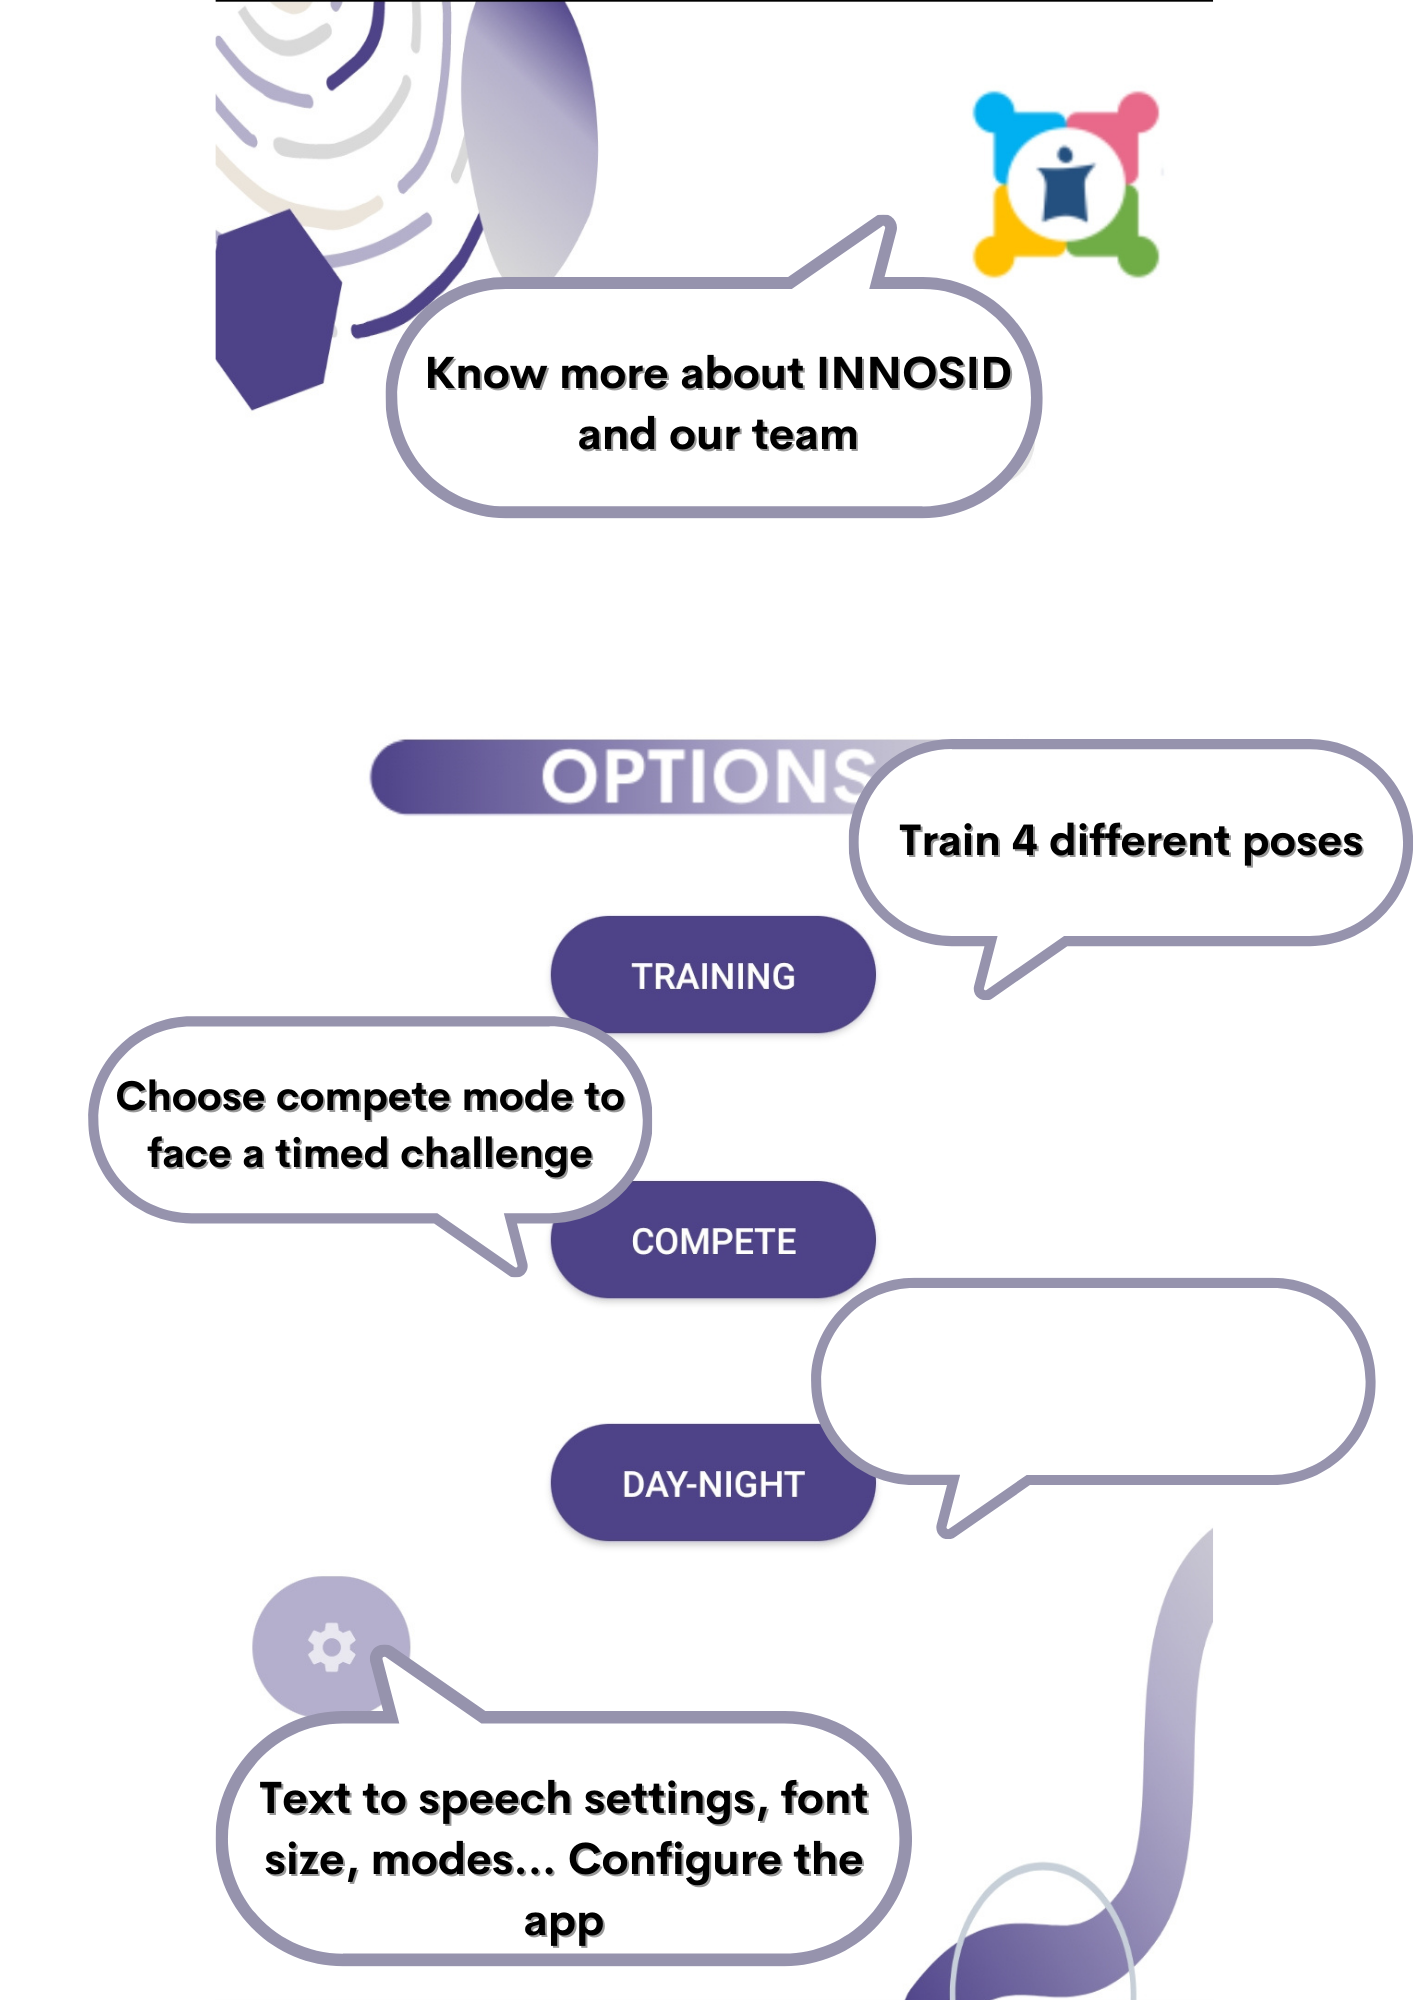 Know more about INNOSID
and our team
OPTIONS
Train 4 different poses
TRAINING
Choose compete mode to
face a timed challenge
COMPETE
DAY-NIGHT
Text to speech settings, font
size, modes... Configure the
app